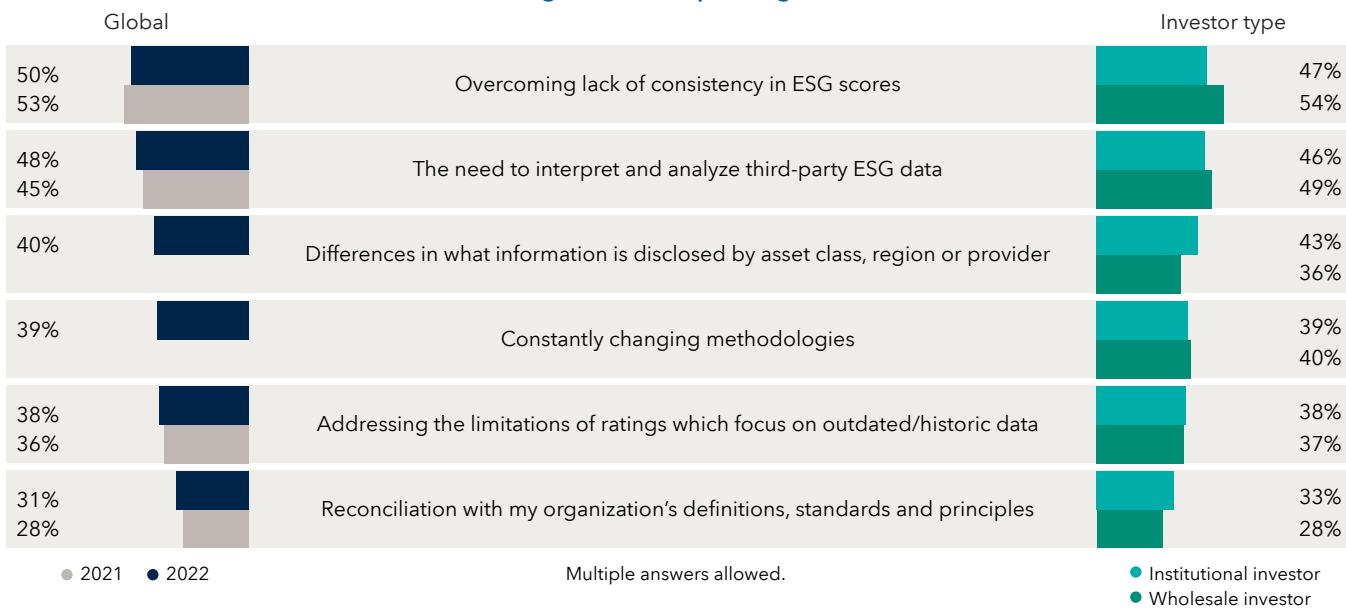 Global
Investor type
50%
53%
Overcoming lack of consistency in ESG scores
47%
54%
48%
45%
The need to interpret and analyze third-party ESG data
46%
49%
40%
Differences in what information is disclosed by asset class, region or provider
43%
36%
39%
Constantly changing methodologies
39%
40%
38%
36%
Addressing the limitations of ratings which focus on outdated/historic data
38%
37%
31%
28%
Reconciliation with my organization’s definitions, standards and principles
33%
28%
2021 2022
Multiple answers allowed.
Institutional investor
Wholesale investor